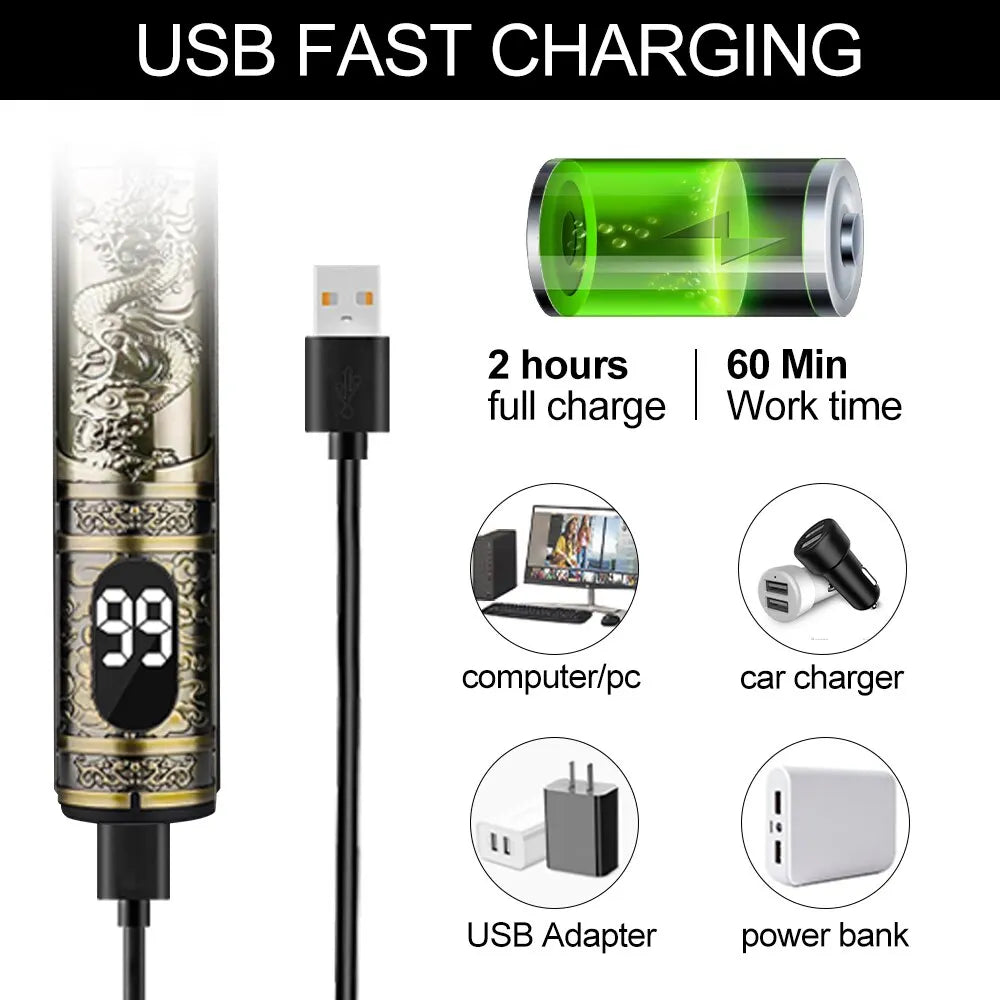 USB FAST CHARGING
2 hours
full charge
60 Min
Work time
99
computer/pc
car charger
USB Adapter
power bank